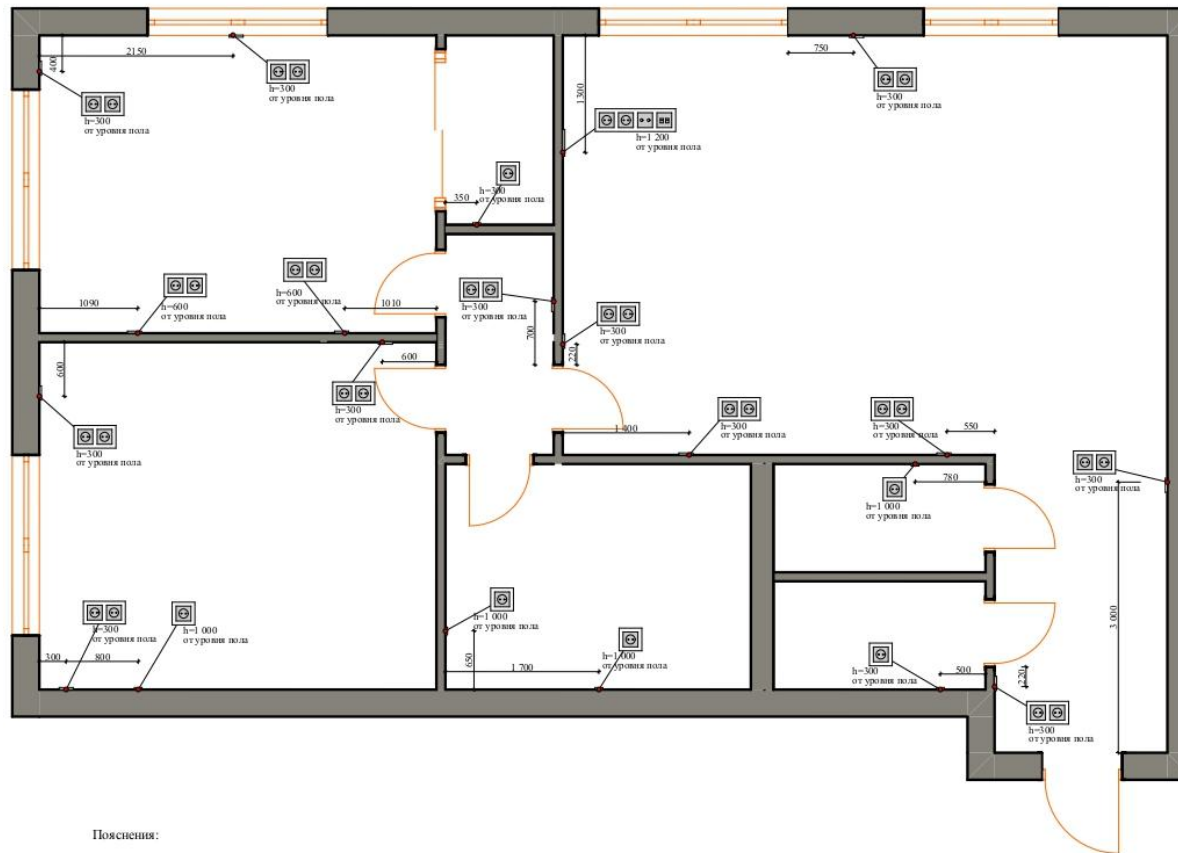 2150
400
h=300
от уровня пола
h=300
от уровня пола
750
h=300
от уровня пола
1300
h=1 200
от уровня пола
350
h=300
от уровня пола
1090
h=600
от уровня пола
h=600
от уровня пола
1010
h=300
от уровня пола
700
h=300
от уровня пола
220
600
600
h=300
от уровня пола
h=300
от уровня пола
1 400
h=300
от уровня пола
h=300
от уровня пола
550
h=300
от уровня пола
780
h=1 000
от уровня пола
3 000
h=300
от уровня пола
h=1 000
от уровня пола
300
800
h=1 000
от уровня пола
650
1 700
h=1 000
от уровня пола
h=300
от уровня пола
500
220
h=300
от уровня пола
Пояснения: